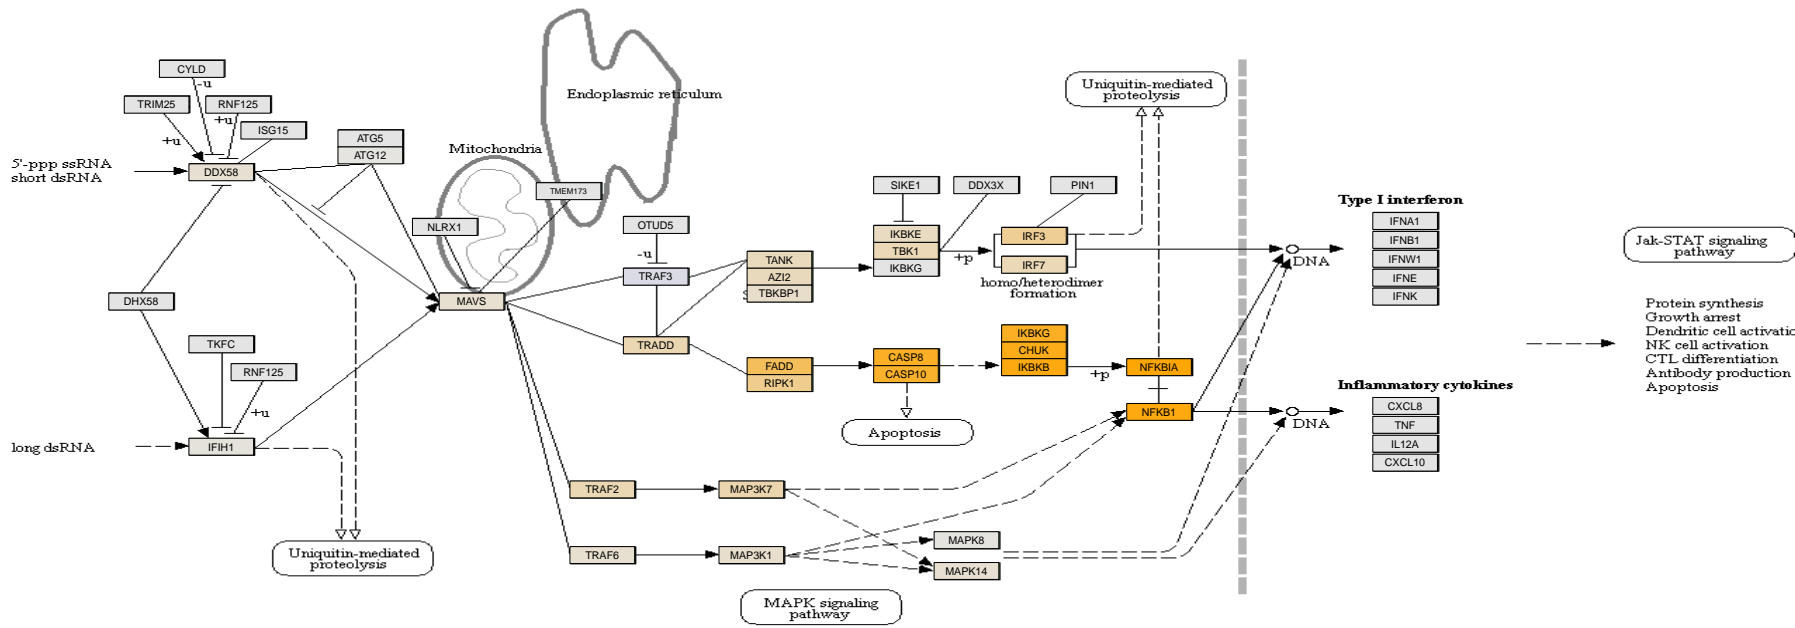 CYLD
-u
TRIM25
RNF125
+u
+u
ISG15
ATG5
ATG12
5'-ppp ssRNA
short dsRNA
DDX58
DHX58
TKFC
RNF125
+u
long dsRNA
IFIH1
Uniquitin-mediated
proteolysis
Endoplasmic reticulum
Mitochondria
TMEM173
NLRX1
MAVS
OTUD5
-u
TRAF3
TRADD
TANK
AZI2
TBKBP1
FADD
RIPK1
SIKE1
DDX3X
PIN1
IKBKE
TBK1
IKBKG
+p
IRF3
IRF7
homo/heterodimer
formation
CASP8
CASP10
Apoptosis
IKBKG
CHUK
IKBKB
+p
NFKBIA
NFKB1
TRAF2
MAP3K7
TRAF6
MAP3K1
MAPK8
MAPK14
MAPK signaling
pathway
Uniquitin-mediated
proteolysis
DNA
DNA
Type I interferon
IFNA1
IFNB1
IFNW1
IFNE
IFNK
Inflammatory cytokines
CXCL8
TNF
IL12A
CXCL10
Jak-STAT signaling
pathway
Protein synthesis
Growth arrest
Dendritic cell activatio
NK cell activation
CTL differentiation
Antibody production
Apoptosis